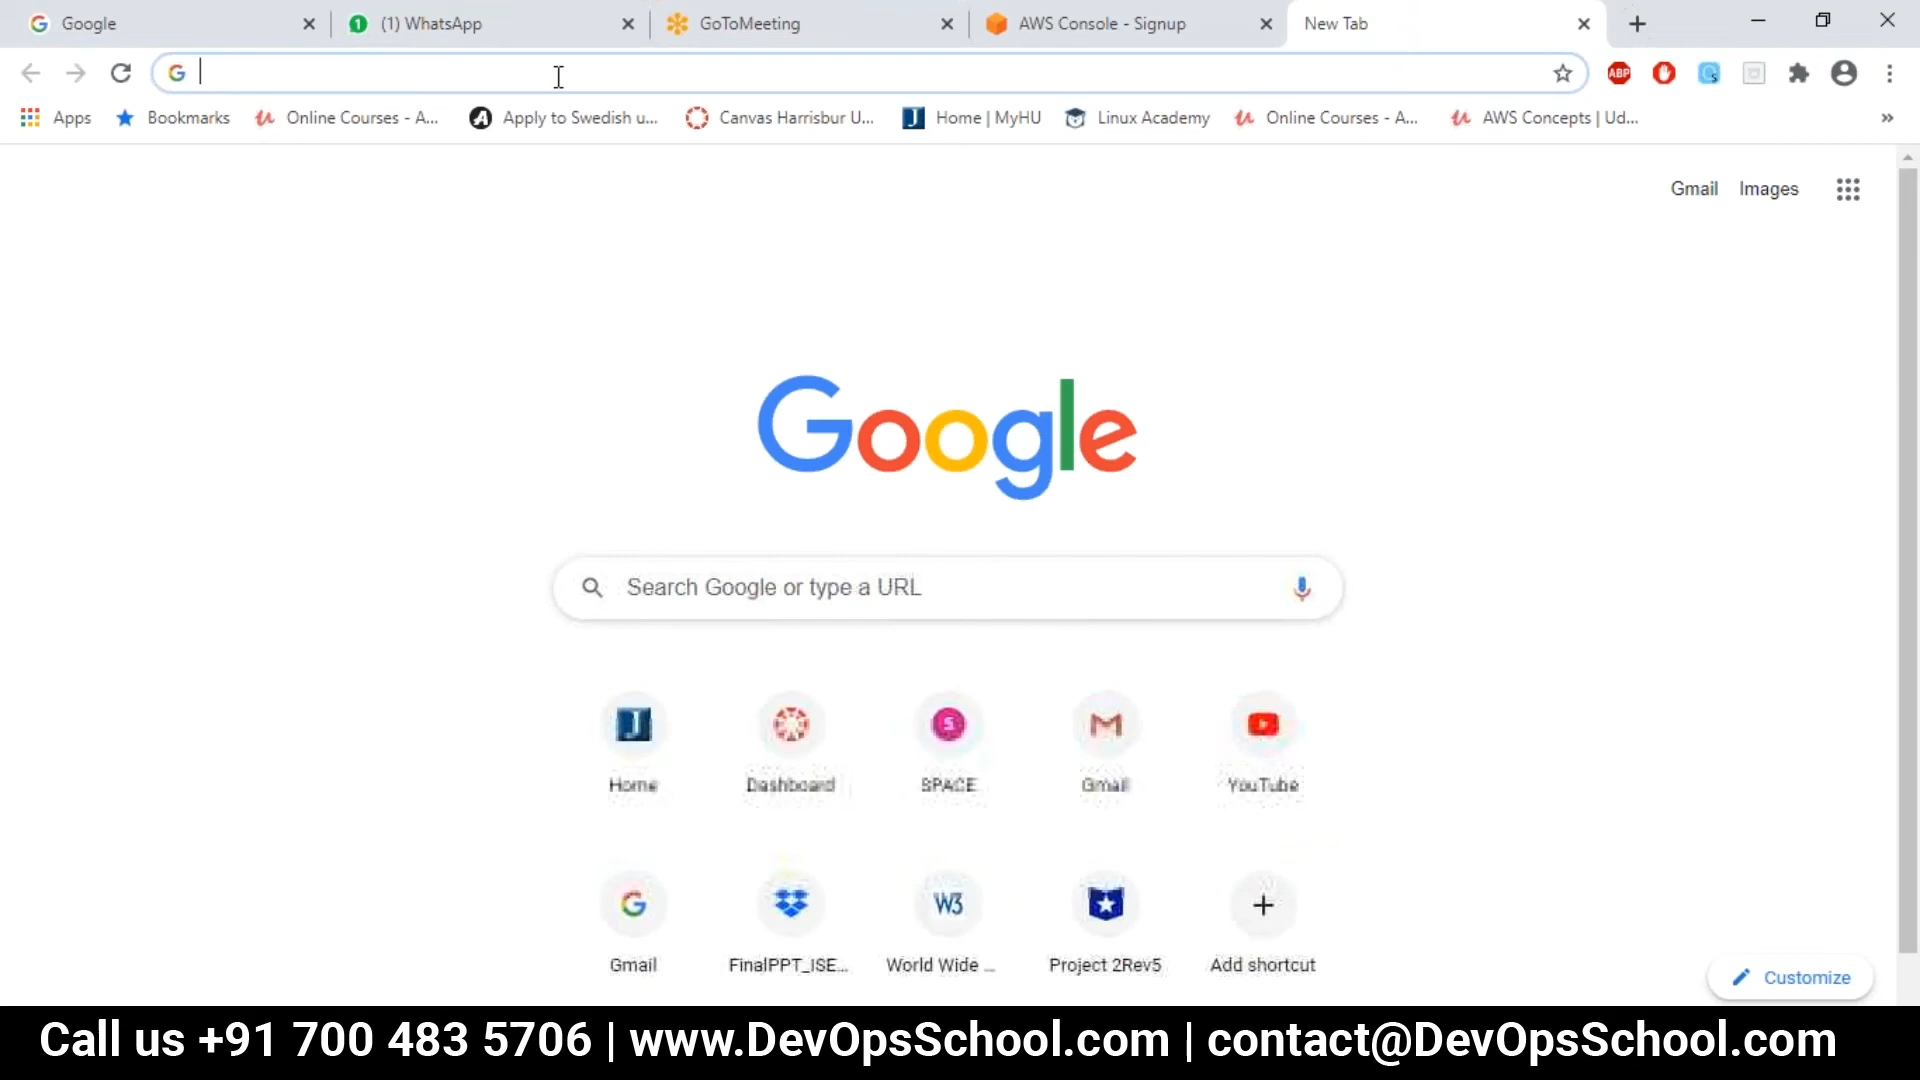 Google
1 (1) WhatsApp
GoToMeeting
AWS Console - Signup
New Tab
ABP
Apps
Bookmarks
Online Courses - A...
Apply to Swedish u...
Canvas Harrisbur U...
Home | MyHU
Linux Academy
Online Courses - A...
AWS Concepts | Ud...
»
Gmail Images
Google
Search Google or type a URL
Home
Dashboard
SPACE
Gmail
YouTube
Gmail
FinalPPT_ISE...
World Wide ...
Project 2Rev5
Add shortcut
Customize
Call us +91 700 483 5706 | www.DevOpsSchool.com | contact@DevOpsSchool.com